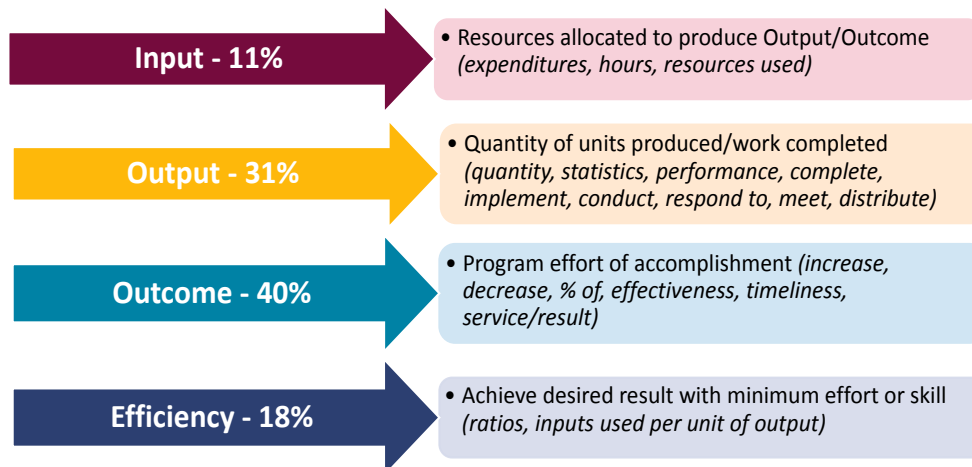 Input - 11%
• Resources allocated to produce Output/Outcome
(expenditures, hours, resources used)
Output - 31%
• Quantity of units produced/work completed
(quantity, statistics, performance, complete,
implement, conduct, respond to, meet, distribute)
Outcome - 40%
• Program effort of accomplishment (increase,
decrease, % of, effectiveness, timeliness,
service/result)
Efficiency - 18%
• Achieve desired result with minimum effort or skill
(ratios, inputs used per unit of output)